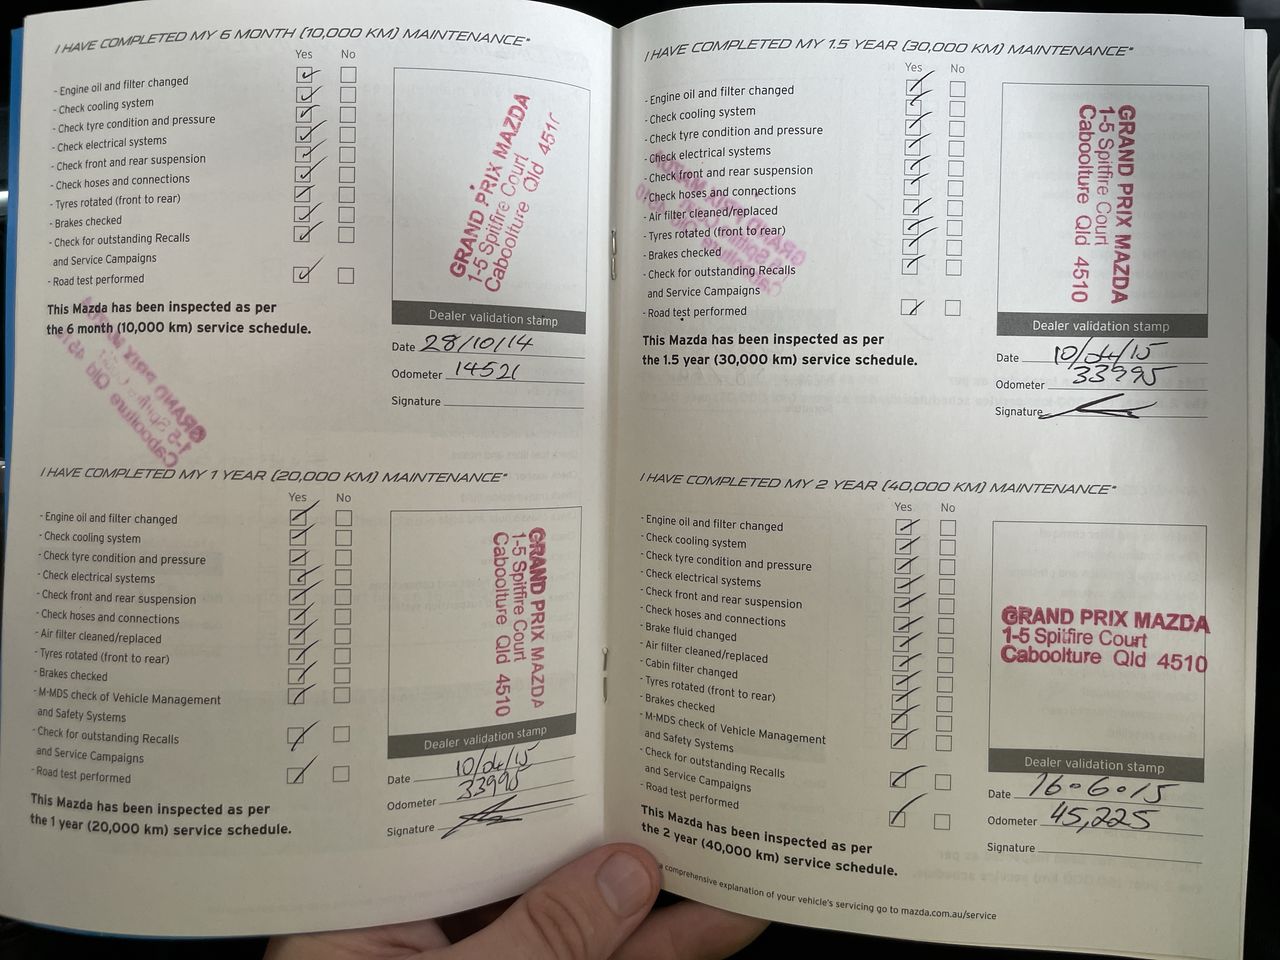 I HAVE COMPLETED MY 6 MONTH (10,000 KM) MAINTENANCE*
Yes No
- Engine oil and filter changed
- Check cooling system
- Check tyre condition and pressure
- Check electrical systems
- Check front and rear suspension
- Check hoses and connections
- Tyres rotated (front to rear)
- Brakes checked
- Check for outstanding Recalls
and Service Campaigns
- Road test performed
This Mazda has been inspected as per
the 6 month (10,000 km) service schedule.
GRAND PRIX MAZDA
1-5 Spitfire Court
Caboolture Qld 4510
Dealer validation stamp
Date 28/10/14
Odometer 14521
Signature
I HAVE COMPLETED MY 1 YEAR (20,000 KM) MAINTENANCE*
Yes No
- Engine oil and filter changed
- Check cooling system
- Check tyre condition and pressure
- Check electrical systems
- Check front and rear suspension
- Check hoses and connections
- Air filter cleaned/replaced
- Tyres rotated (front to rear)
- Brakes checked
- M-MDS check of Vehicle Management
and Safety Systems
- Check for outstanding Recalls
and Service Campaigns
- Road test performed
This Mazda has been inspected as per
the 1 year (20,000 km) service schedule.
GRAND PRIX MAZDA
1-5 Spitfire Court
Caboolture Qld 4510
Dealer validation stamp
Date 10/04/15
Odometer 33995
Signature
I HAVE COMPLETED MY 1.5 YEAR (30,000 KM) MAINTENANCE*
Yes No
- Engine oil and filter changed
- Check cooling system
- Check tyre condition and pressure
- Check electrical systems
- Check front and rear suspension
- Check hoses and connections
- Air filter cleaned/replaced
- Tyres rotated (front to rear)
- Brakes checked
- Check for outstanding Recalls
and Service Campaigns
- Road test performed
This Mazda has been inspected as per
the 1.5 year (30,000 km) service schedule.
GRAND PRIX MAZDA
1-5 Spitfire Court
Caboolture Qld 4510
Dealer validation stamp
Date 10/04/15
Odometer 33995
Signature
I HAVE COMPLETED MY 2 YEAR (40,000 KM) MAINTENANCE*
Yes No
- Engine oil and filter changed
- Check cooling system
- Check tyre condition and pressure
- Check electrical systems
- Check front and rear suspension
- Check hoses and connections
- Brake fluid changed
- Air filter cleaned/replaced
- Cabin filter changed
- Tyres rotated (front to rear)
- Brakes checked
- M-MDS check of Vehicle Management
and Safety Systems
- Check for outstanding Recalls
and Service Campaigns
- Road test performed
This Mazda has been inspected as per
the 2 year (40,000 km) service schedule.
GRAND PRIX MAZDA
1-5 Spitfire Court
Caboolture Qld 4510
Dealer validation stamp
Date 16.6.15
Odometer 45,225
Signature
a comprehensive explanation of your vehicle's servicing go to mazda.com.au/service